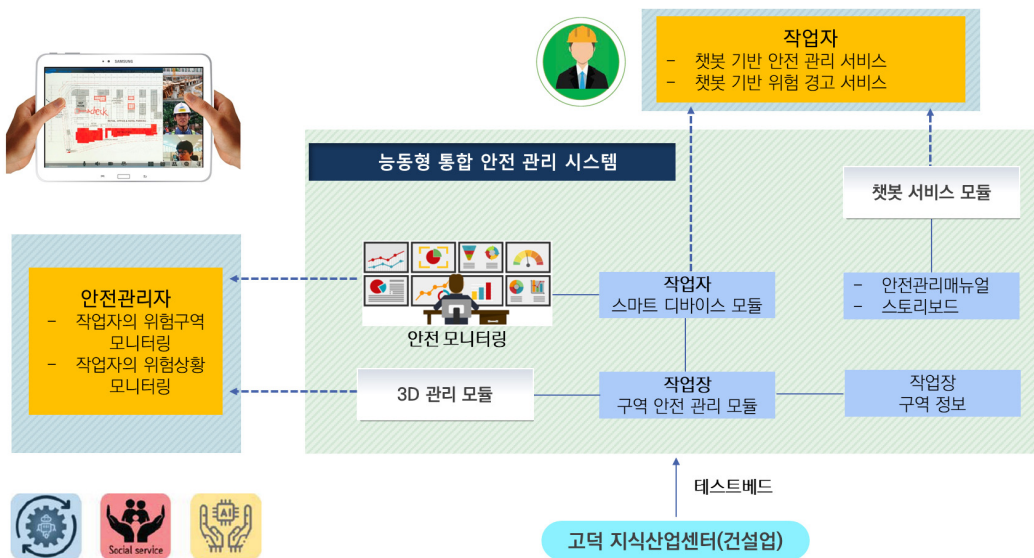 SAMSUNG
작업자
- 챗봇 기반 안전 관리 서비스
- 챗봇 기반 위험 경고 서비스
능동형 통합 안전 관리 시스템
챗봇 서비스 모듈
안전관리자
- 작업자의 위험구역
모니터링
- 작업자의 위험상황
모니터링
안전 모니터링
작업자
스마트 디바이스 모듈
- 안전관리매뉴얼
- 스토리보드
3D 관리 모듈
작업장
구역 안전 관리 모듈
작업장
구역 정보
테스트베드
고덕 지식산업센터(건설업)
Social service
AI